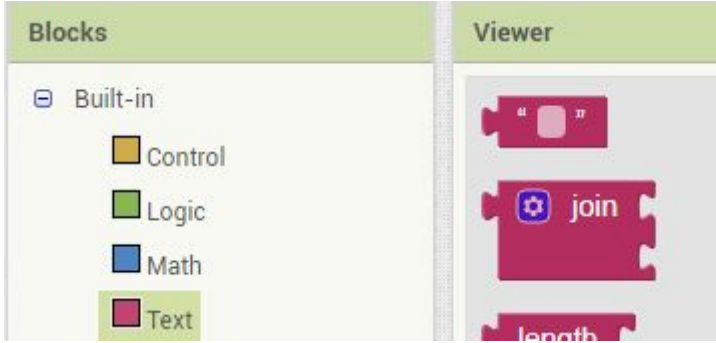 Blocks
Built-in
Control
Logic
Math
Text
Viewer
“ ”
join
length